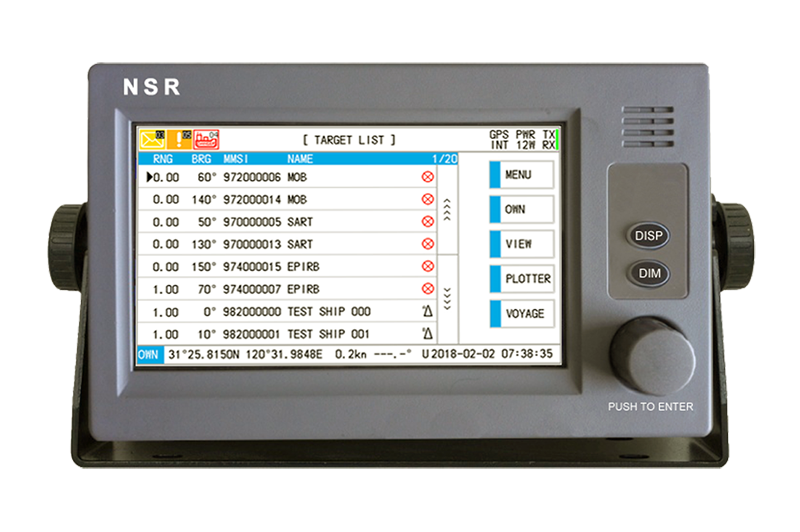 NSR
03 05 04 [ TARGET LIST ] GPS PWR TX
INT 12W RX
RNG BRG MMSI NAME 1/20
0.00 60° 972000006 MOB
0.00 140° 972000014 MOB
0.00 50° 970000005 SART
0.00 130° 970000013 SART
0.00 150° 974000015 EPIRB
1.00 70° 974000007 EPIRB
1.00 0° 982000000 TEST SHIP 000
1.00 10° 982000001 TEST SHIP 001
OWN 31°25.8150N 120°31.9848E 0.2kn ---.-° U 2018-02-02 07:38:35
MENU
OWN
VIEW
PLOTTER
VOYAGE
DISP
DIM
PUSH TO ENTER